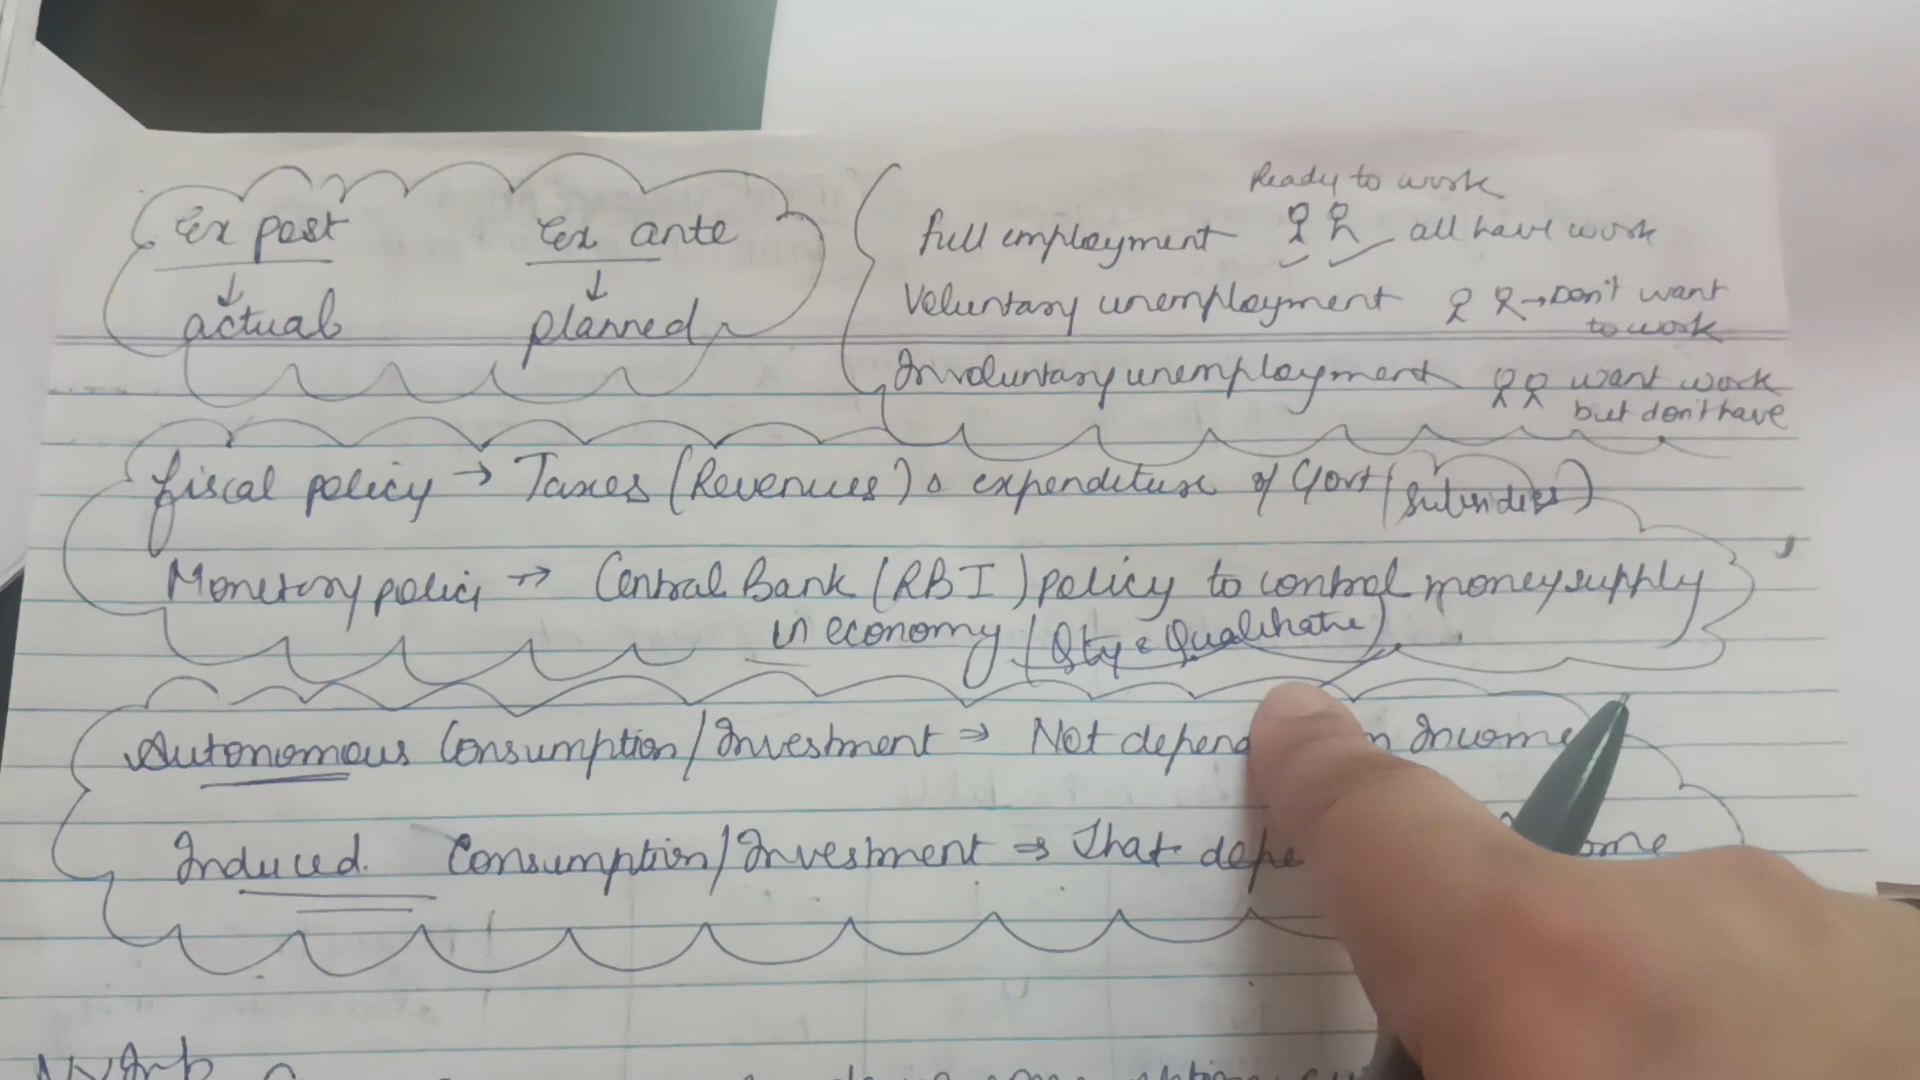 Ex post Ex ante
↓ ↓
actual planned
Ready to work
full employment all have work
Voluntary unemployment → Don't want
to work
Involuntary unemployment want work
but don't have
fiscal policy → Taxes (Revenues) & expenditure of Govt (Subsidies)
Monetory policy → Central Bank (RBI) policy to control money supply
in economy (Qty & Qualitative)
Autonomous Consumption/Investment ⇒ Not depend Income
Induced. Consumption/Investment ⇒ That depe ome